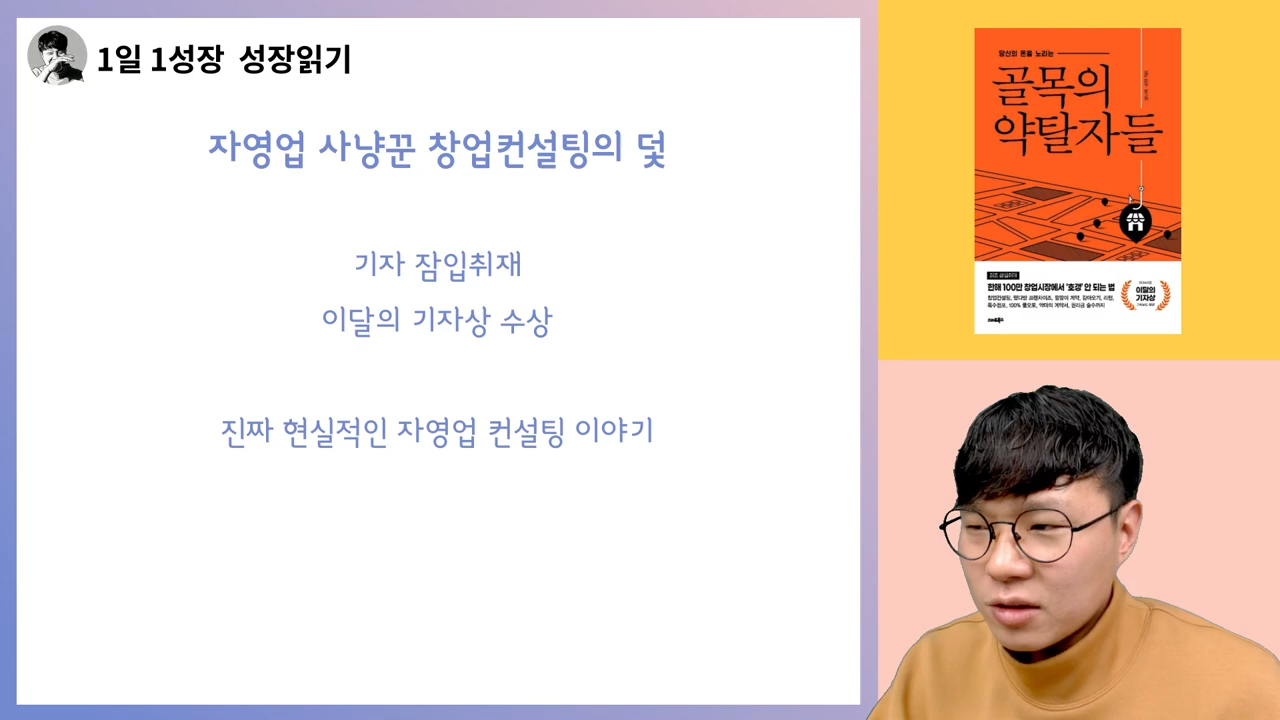 1일 1성장 성장읽기
자영업 사냥꾼 창업컨설팅의 덫
기자 잠입취재
이달의 기자상 수상
진짜 현실적인 자영업 컨설팅 이야기
당신의 돈을 노리는
골목의
약탈자들
한해 100만 창업시장에서 '호갱' 안 되는 법
이달의
기자상